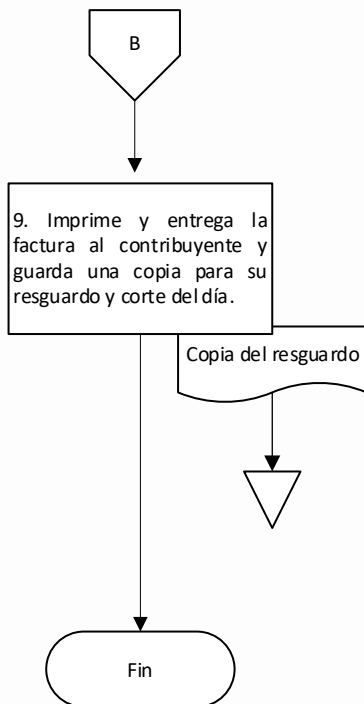 B
9. Imprime y entrega la
factura al contribuyente y
guarda una copia para su
resguardo y corte del día.
Copia del resguardo
Fin